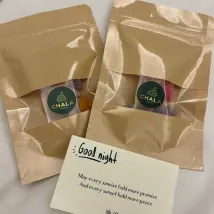 CHALA
CHALA
Good night
May every sunrise hold more promise
And every sunset hold more peace